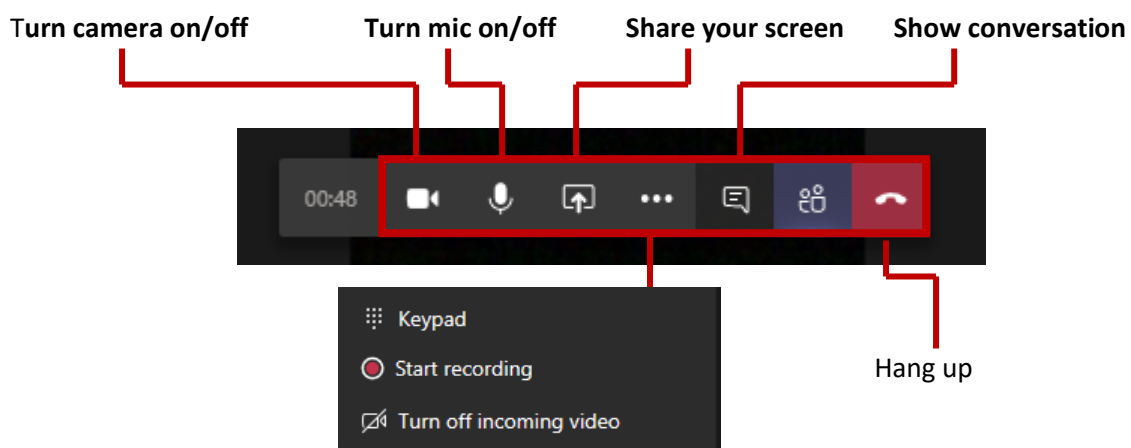 Turn camera on/off Turn mic on/off Share your screen Show conversation
00:48
Keypad
Start recording
Hang up
Turn off incoming video